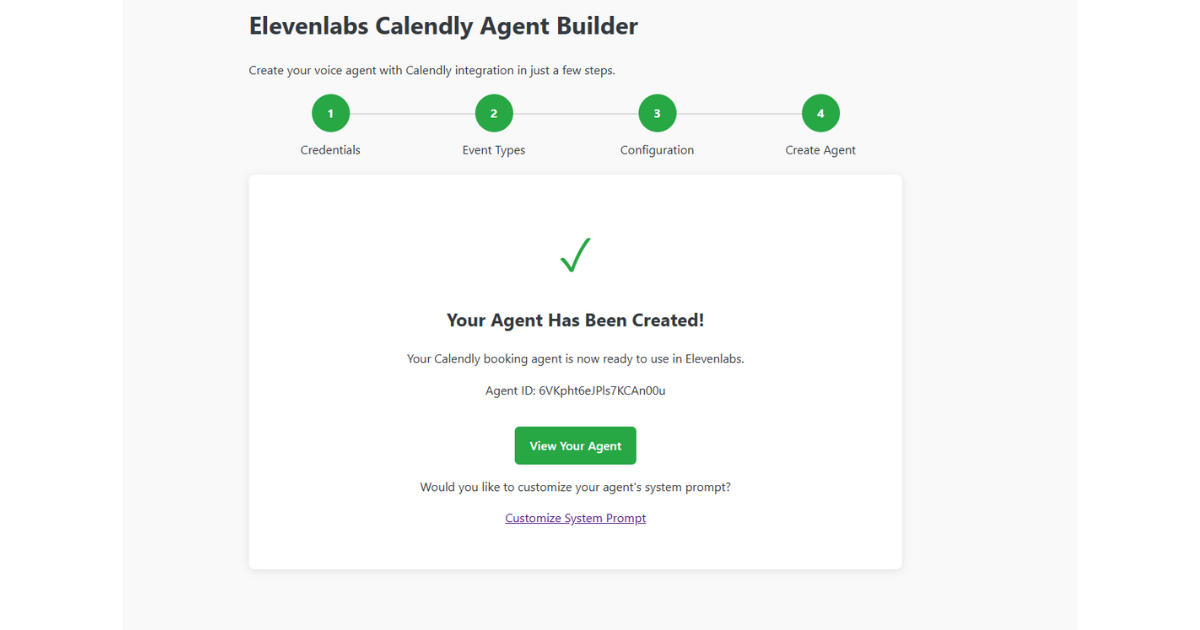 Elevenlabs Calendly Agent Builder
Create your voice agent with Calendly integration in just a few steps.
1
2
3
4
Credentials
Event Types
Configuration
Create Agent
Your Agent Has Been Created!
Your Calendly booking agent is now ready to use in Elevenlabs.
Agent ID: 6VKpht6eJPls7KCAn00u
View Your Agent
Would you like to customize your agent's system prompt?
Customize System Prompt